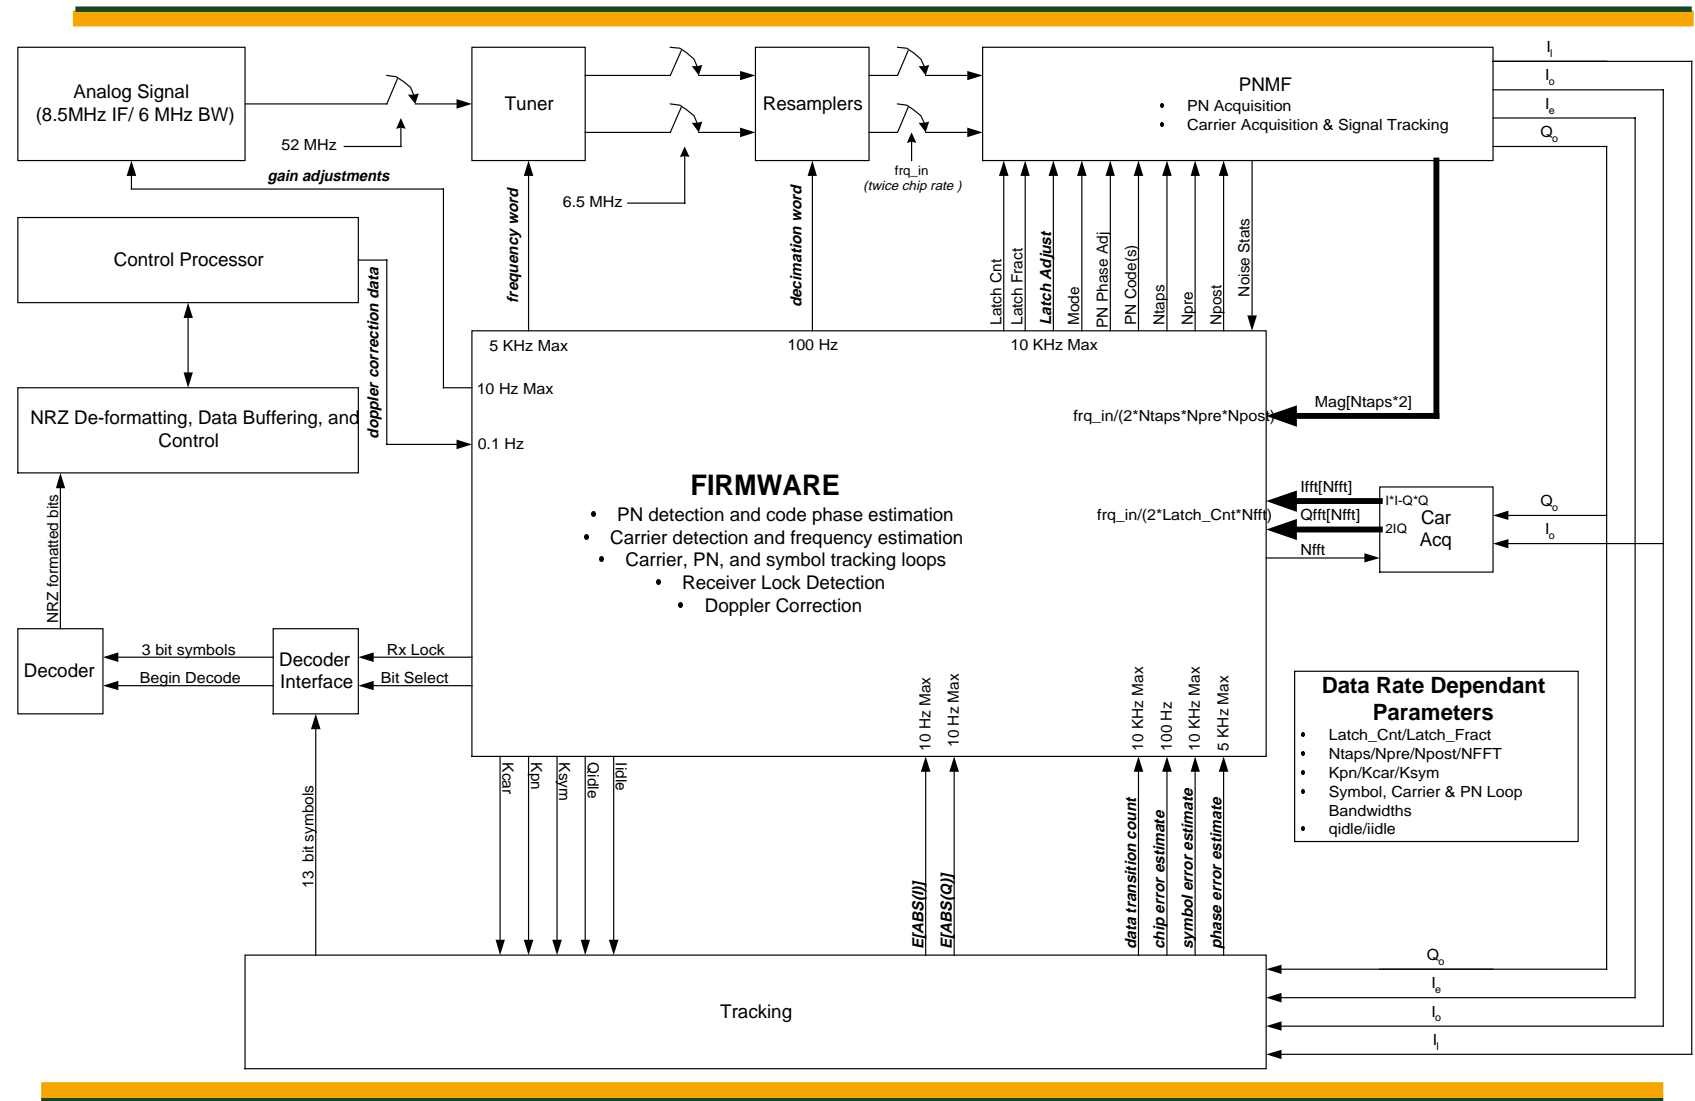 Analog Signal
(8.5MHz IF/ 6 MHz BW)
52 MHz
gain adjustments
Tuner
6.5 MHz
Resamplers
frq_in
(twice chip rate )
PNMF
• PN Acquisition
• Carrier Acquisition & Signal Tracking
I_l
I_o
I_e
Q_o
Control Processor
doppler correction data
frequency word
decimation word
Latch Cnt
Latch Fract
Latch Adjust
Mode
PN Phase Adj
PN Code(s)
Ntaps
Npre
Npost
Noise Stats
NRZ De-formatting, Data Buffering, and
Control
5 KHz Max
100 Hz
10 KHz Max
10 Hz Max
0.1 Hz
frq_in/(2*Ntaps*Npre*Npost)
Mag[Ntaps*2]
FIRMWARE
• PN detection and code phase estimation
• Carrier detection and frequency estimation
• Carrier, PN, and symbol tracking loops
• Receiver Lock Detection
• Doppler Correction
frq_in/(2*Latch_Cnt*Nfft)
Ifft[Nfft]
Qfft[Nfft]
Nfft
I*I-Q*Q
2IQ
Car
Acq
Q_o
I_o
NRZ formatted bits
Decoder
3 bit symbols
Begin Decode
Decoder
Interface
Rx Lock
Bit Select
13 bit symbols
Kcar
Kpn
Ksym
Qidle
Iidle
10 Hz Max
10 Hz Max
10 KHz Max
100 Hz
10 KHz Max
5 KHz Max
E[ABS(I)]
E[ABS(Q)]
data transition count
chip error estimate
symbol error estimate
phase error estimate
Data Rate Dependant
Parameters
• Latch_Cnt/Latch_Fract
• Ntaps/Npre/Npost/NFFT
• Kpn/Kcar/Ksym
• Symbol, Carrier & PN Loop
Bandwidths
• qidle/iidle
Tracking
Q_o
I_e
I_o
I_l